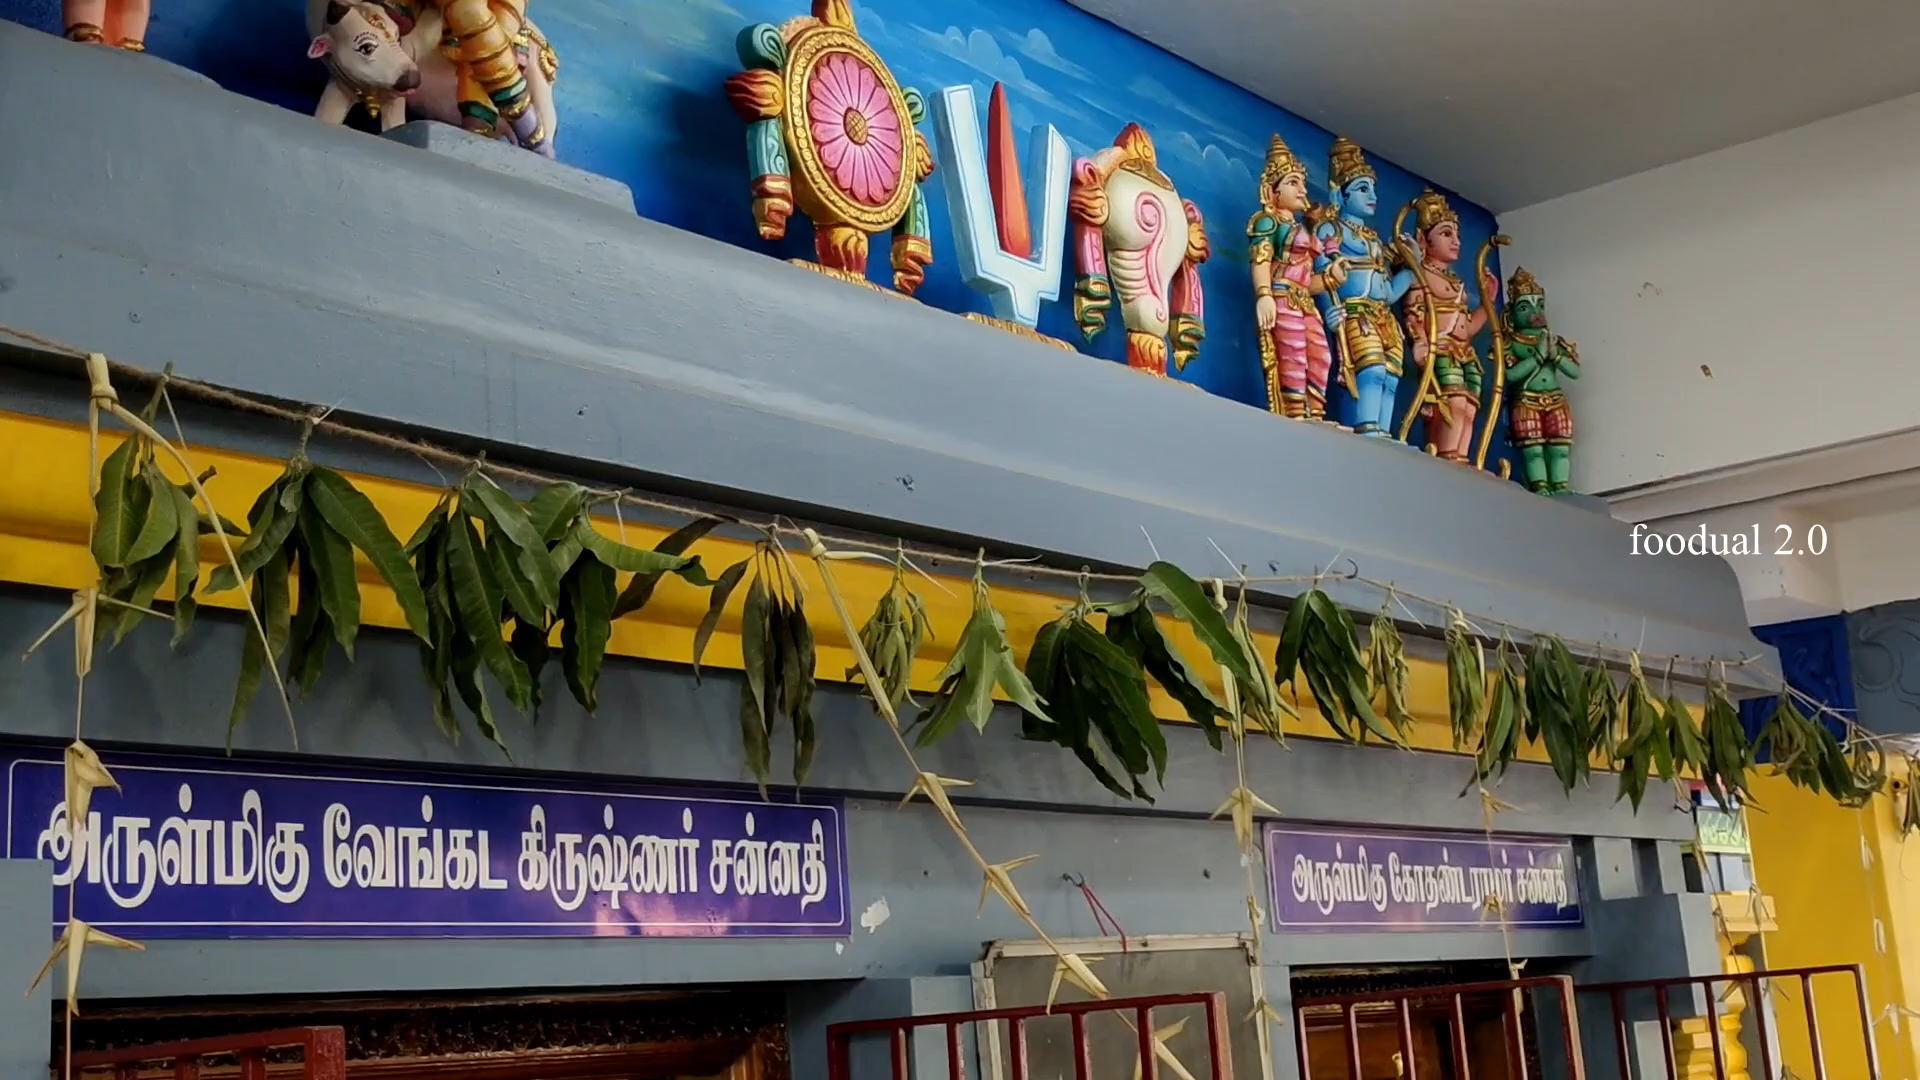 foodual 2.0
அருள்மிகு வேங்கட கிருஷ்ணர் சன்னதி
அருள்மிகு கோதண்டராமர் சன்னதி